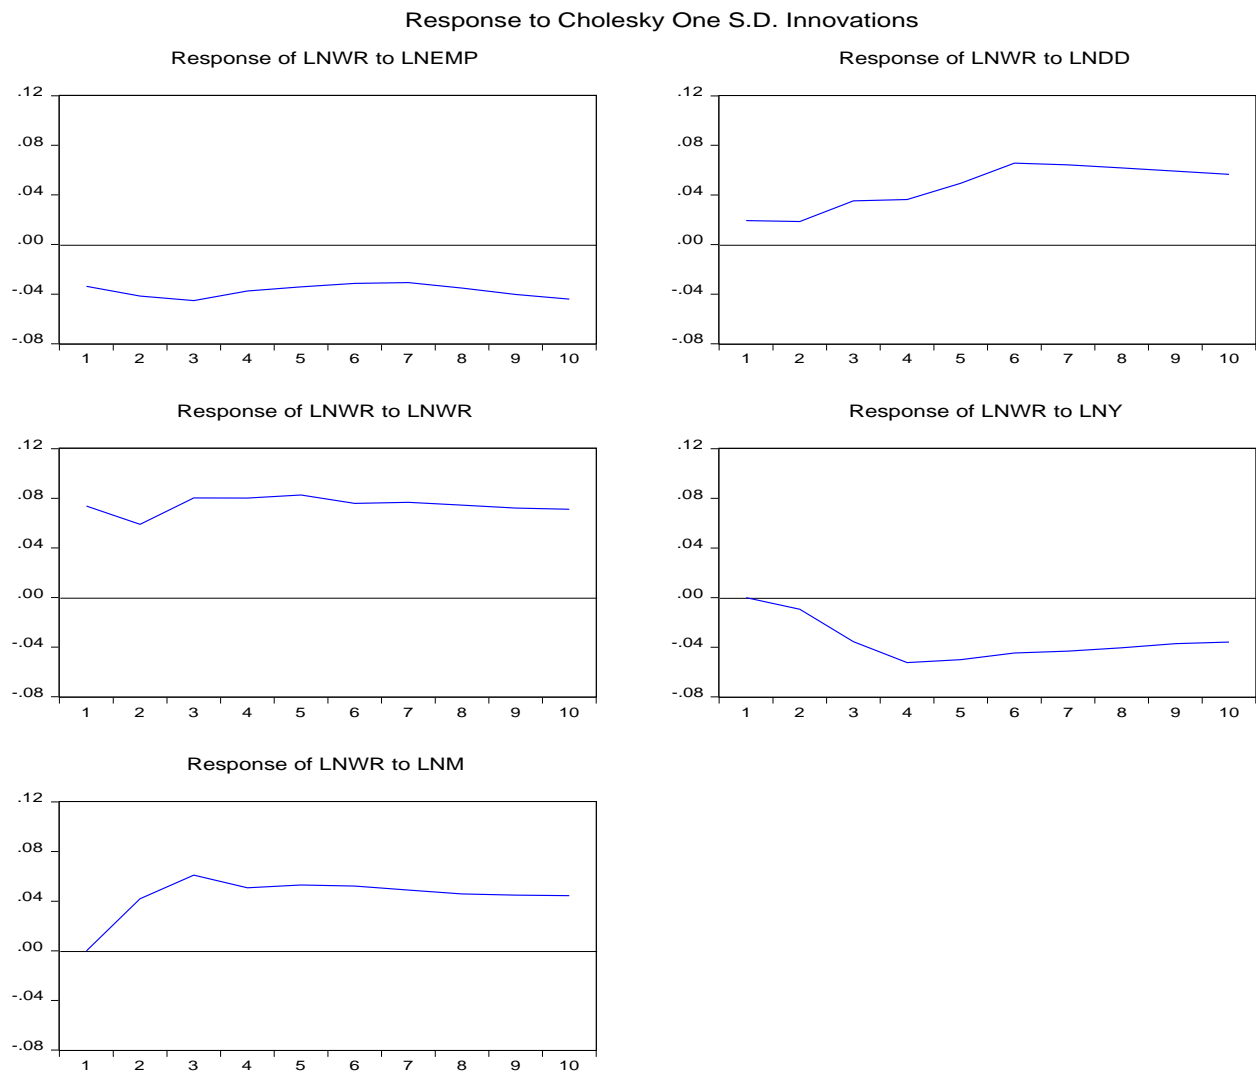 Response to Cholesky One S.D. Innovations
Response of LNWR to LNEMP
.12
.08
.04
.00
-.04
-.08
1 2 3 4 5 6 7 8 9 10
Response of LNWR to LNDD
.12
.08
.04
.00
-.04
-.08
1 2 3 4 5 6 7 8 9 10
Response of LNWR to LNWR
.12
.08
.04
.00
-.04
-.08
1 2 3 4 5 6 7 8 9 10
Response of LNWR to LNY
.12
.08
.04
.00
-.04
-.08
1 2 3 4 5 6 7 8 9 10
Response of LNWR to LNM
.12
.08
.04
.00
-.04
-.08
1 2 3 4 5 6 7 8 9 10